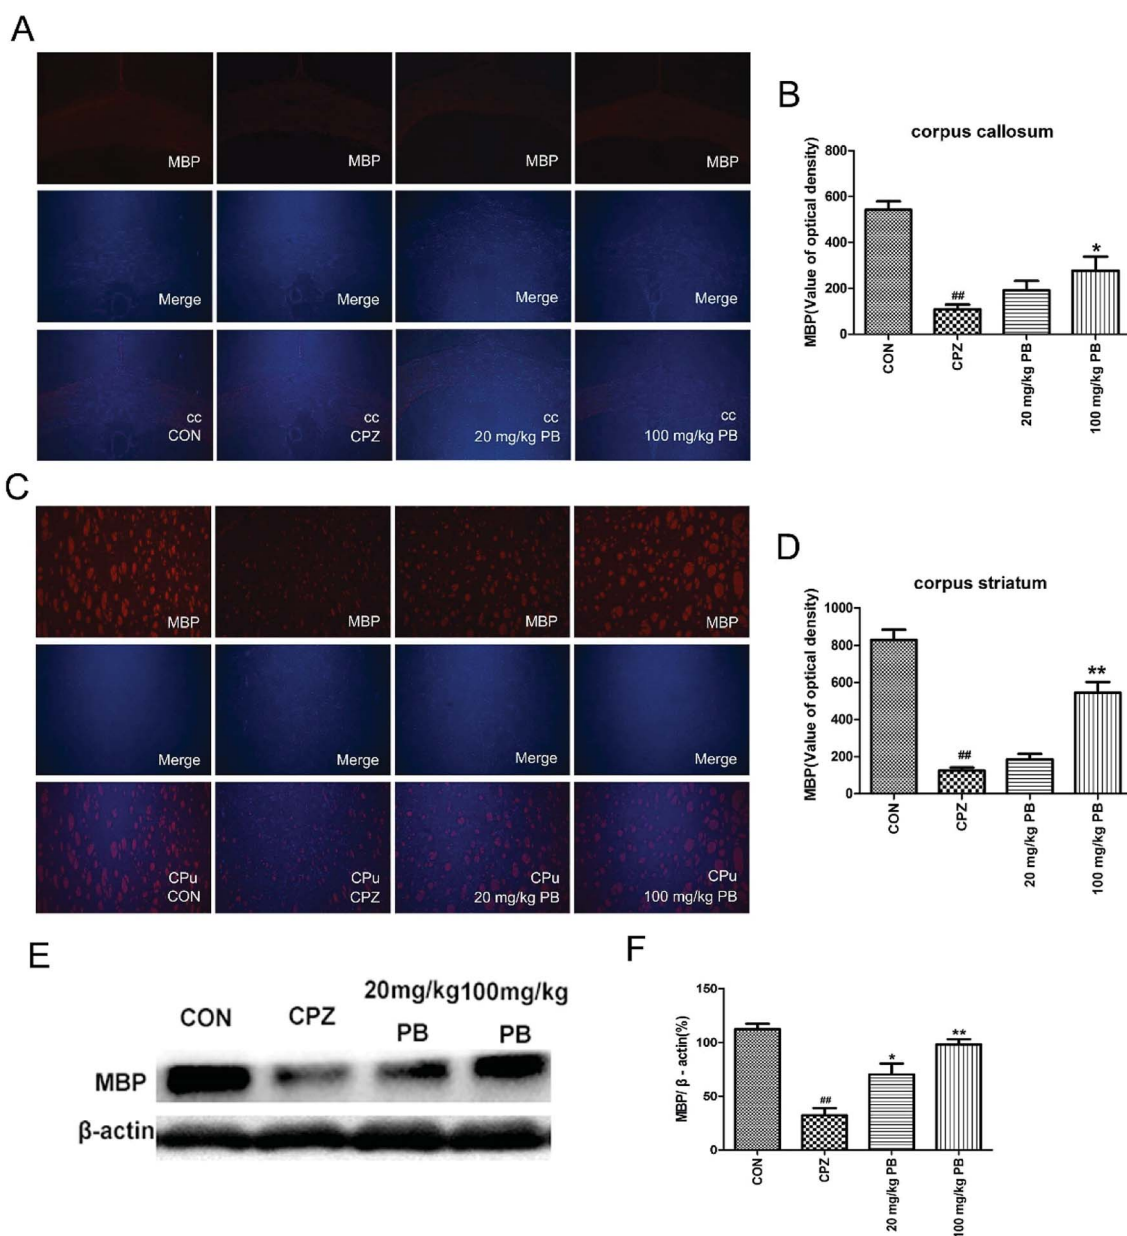 A
MBP
MBP
MBP
MBP
Merge
Merge
Merge
Merge
cc
CON
cc
CPZ
cc
20 mg/kg PB
cc
100 mg/kg PB
B
corpus callosum
MBP(Value of optical density)
800
600
400
200
0
##
*
CON
CPZ
20 mg/kg PB
100 mg/kg PB
C
MBP
MBP
MBP
MBP
Merge
Merge
Merge
Merge
CPu
CON
CPu
CPZ
CPu
20 mg/kg PB
CPu
100 mg/kg PB
D
corpus striatum
MBP(Value of optical density)
1000
800
600
400
200
0
##
**
CON
CPZ
20 mg/kg PB
100 mg/kg PB
E
CON
CPZ
20mg/kg100mg/kg
PB
PB
MBP
β-actin
F
MBP/ β - actin(%)
150
100
50
0
##
*
**
CON
CPZ
20 mg/kg PB
100 mg/kg PB